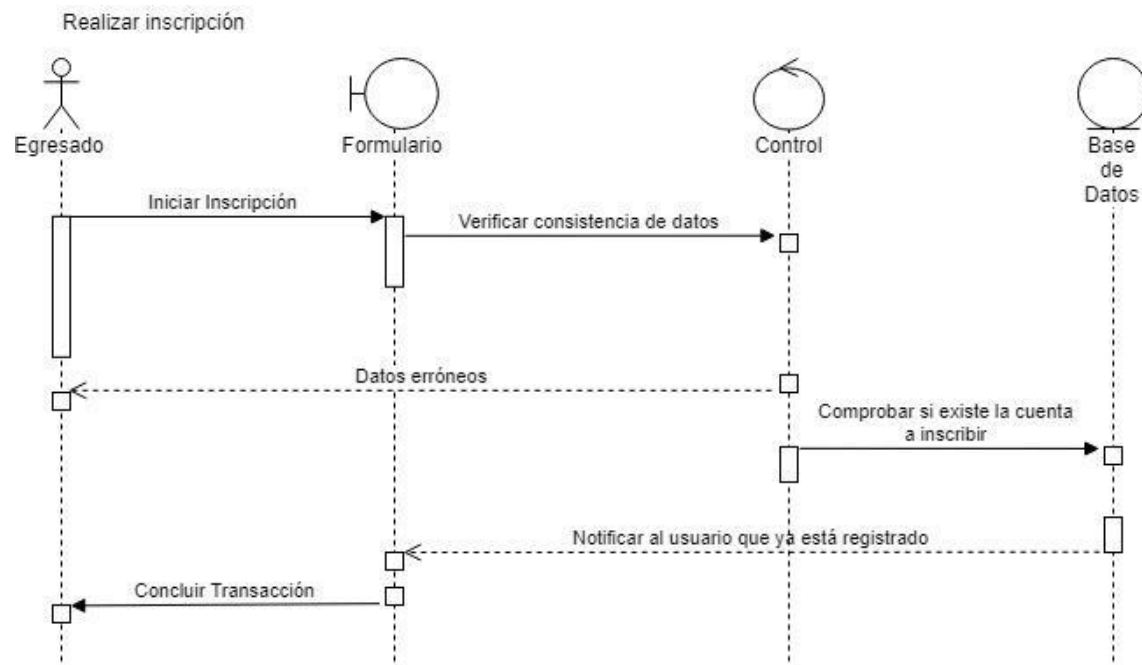 Realizar inscripción
Egresado
Formulario
Control
Base
de
Datos
Iniciar Inscripción
Verificar consistencia de datos
Datos erróneos
Comprobar si existe la cuenta
a inscribir
Notificar al usuario que ya está registrado
Concluir Transacción